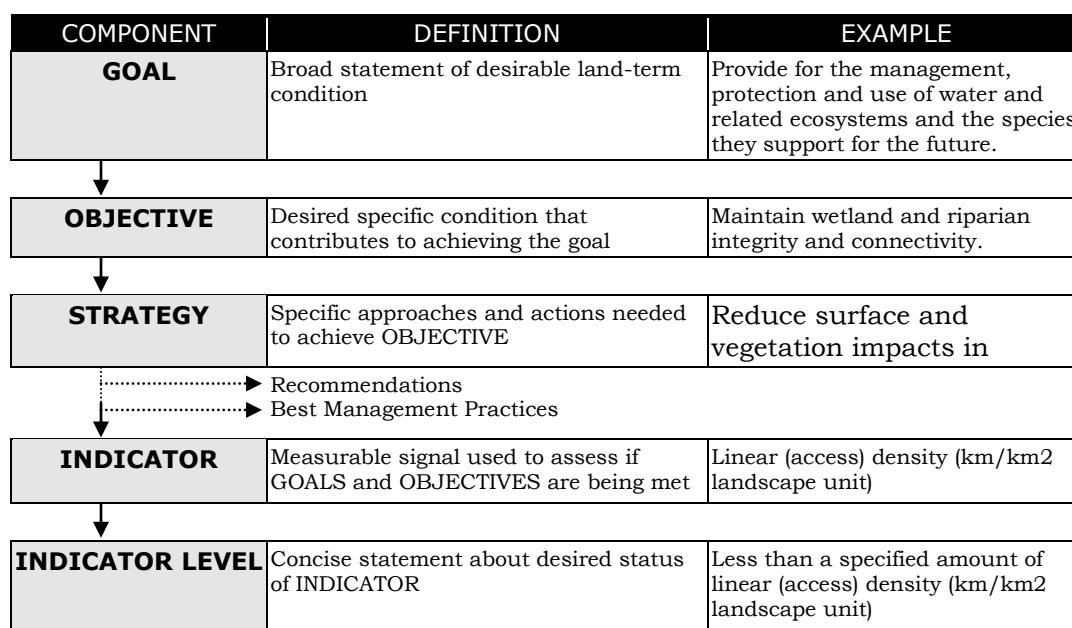 COMPONENT DEFINITION EXAMPLE
GOAL
Broad statement of desirable land-term
condition
Provide for the management,
protection and use of water and
related ecosystems and the species
they support for the future.
OBJECTIVE
Desired specific condition that
contributes to achieving the goal
Maintain wetland and riparian
integrity and connectivity.
STRATEGY
Specific approaches and actions needed
to achieve OBJECTIVE
Reduce surface and
vegetation impacts in
Recommendations
Best Management Practices
INDICATOR
Measurable signal used to assess if
GOALS and OBJECTIVES are being met
Linear (access) density (km/km2
landscape unit)
INDICATOR LEVEL
Concise statement about desired status
of INDICATOR
Less than a specified amount of
linear (access) density (km/km2
landscape unit)